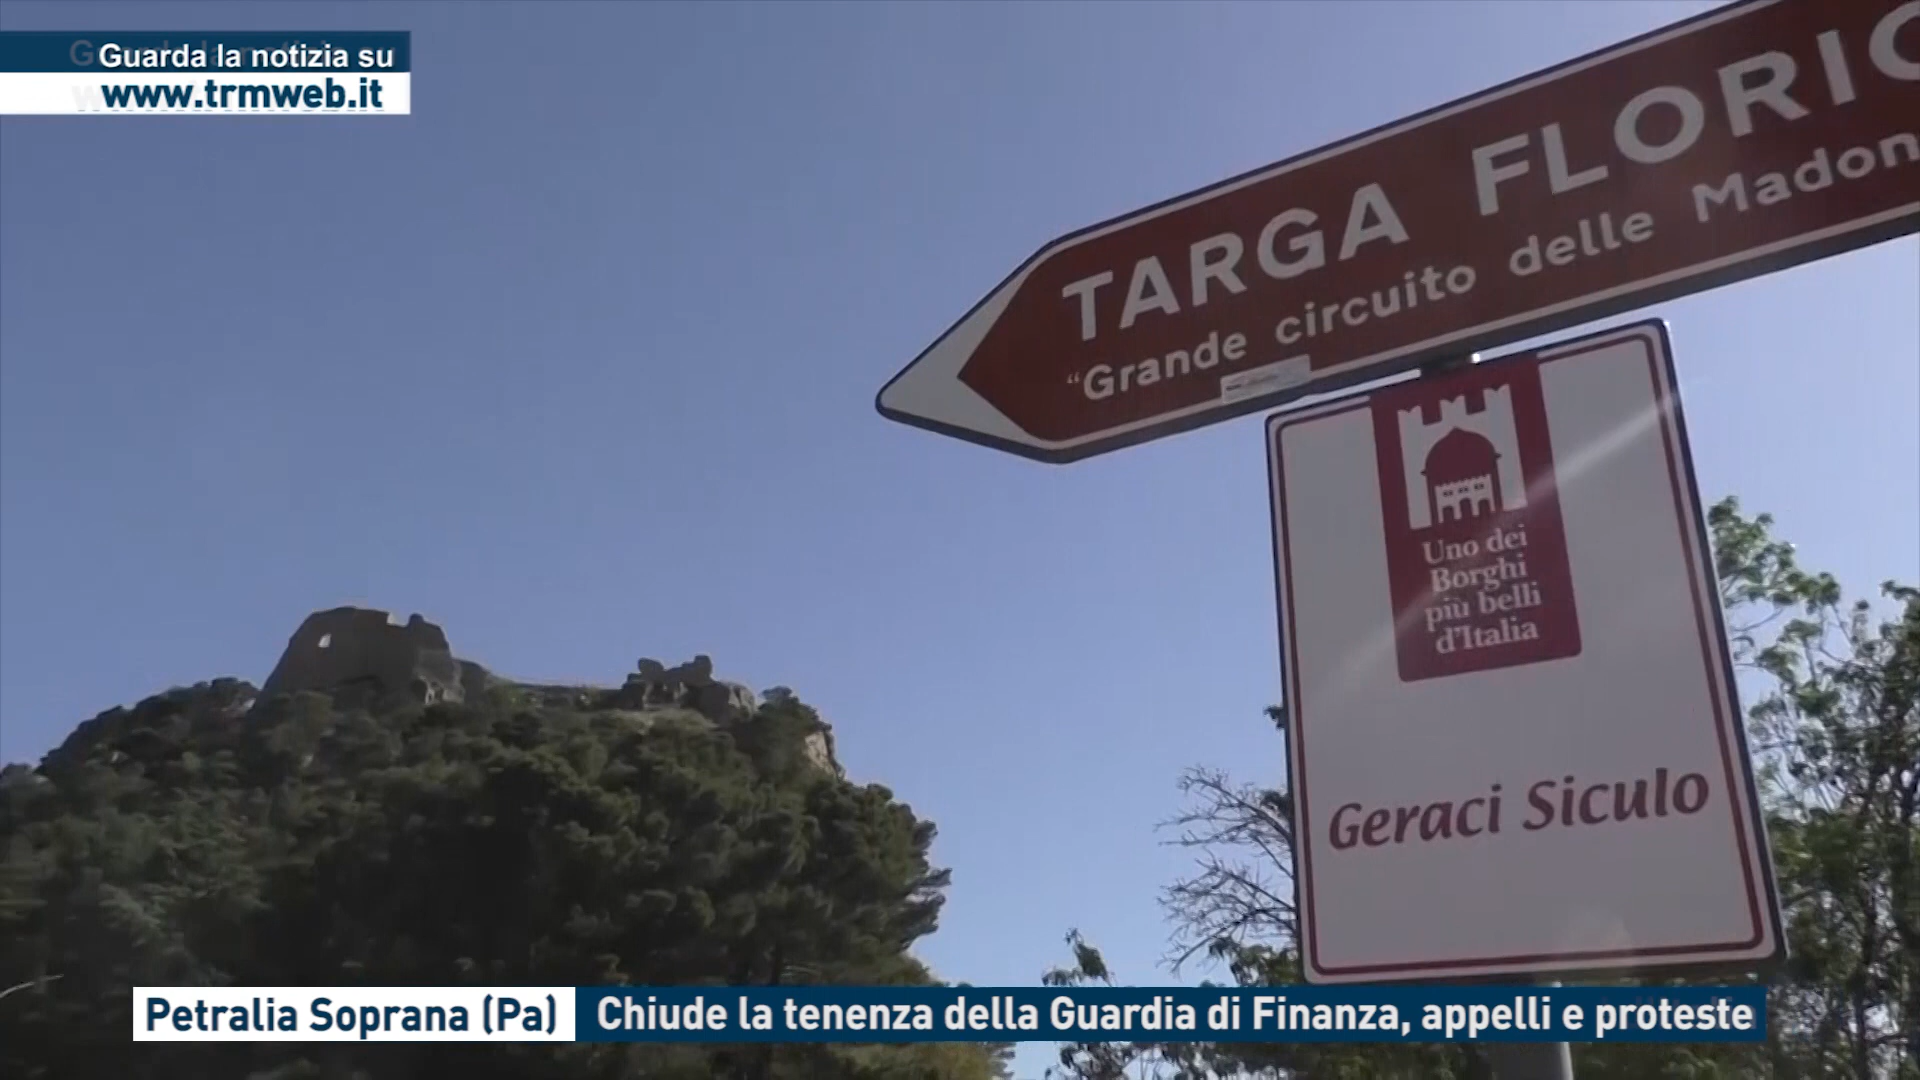 Guarda la notizia su
www.trmweb.it
TARGA FLORIO
"Grande circuito delle Madon
Uno dei
Borghi
più belli
d'Italia
Geraci Siculo
Petralia Soprana (Pa) Chiude la tenenza della Guardia di Finanza, appelli e proteste